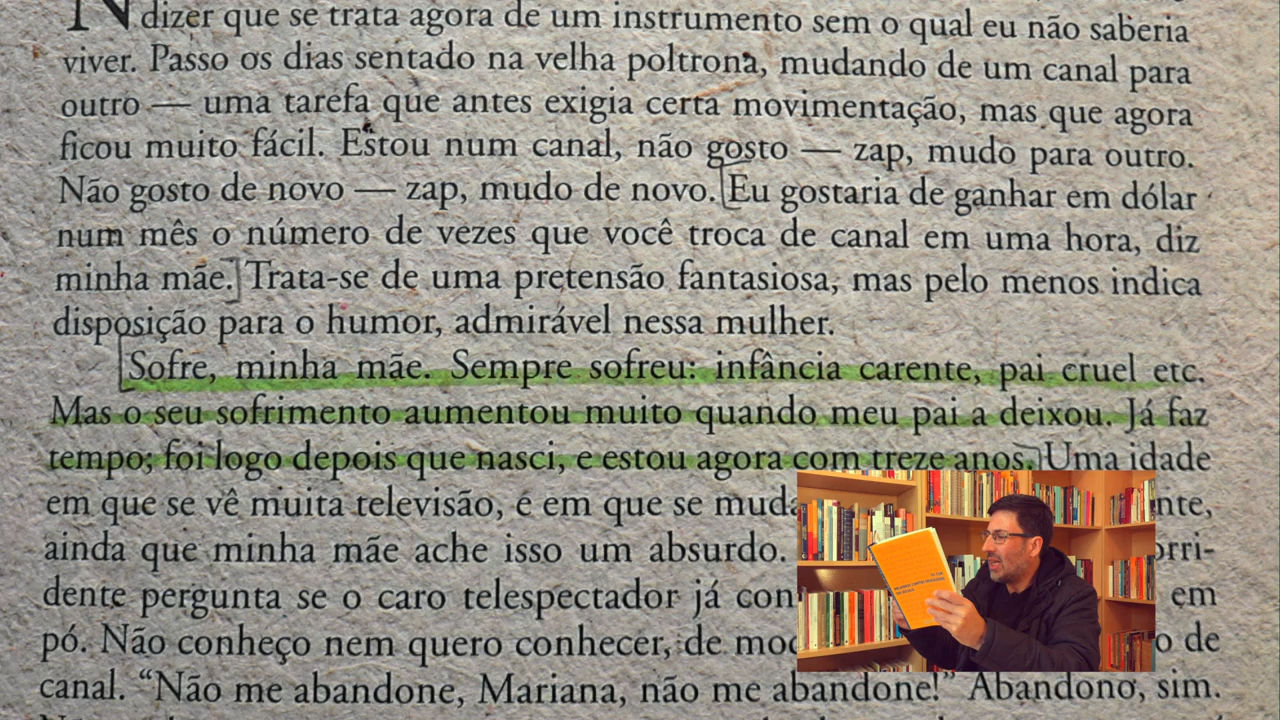 N dizer que se trata agora de um instrumento sem o qual eu não saberia
viver. Passo os dias sentado na velha poltrona, mudando de um canal para
outro — uma tarefa que antes exigia certa movimentação, mas que agora
ficou muito fácil. Estou num canal, não gosto — zap, mudo para outro.
Não gosto de novo — zap, mudo de novo. Eu gostaria de ganhar em dólar
num mês o número de vezes que você troca de canal em uma hora, diz
minha mãe. Trata-se de uma pretensão fantasiosa, mas pelo menos indica
disposição para o humor, admirável nessa mulher.
Sofre, minha mãe. Sempre sofreu: infância carente, pai cruel etc.
Mas o seu sofrimento aumentou muito quando meu pai a deixou. Já faz
tempo; foi logo depois que nasci, e estou agora com treze anos. Uma idade
em que se vê muita televisão, e em que se muda nte,
ainda que minha mãe ache isso um absurdo. orri-
dente pergunta se o caro telespectador já con em
pó. Não conheço nem quero conhecer, de moc o de
canal. “Não me abandone, Mariana, não me abandone!” Abandono, sim.